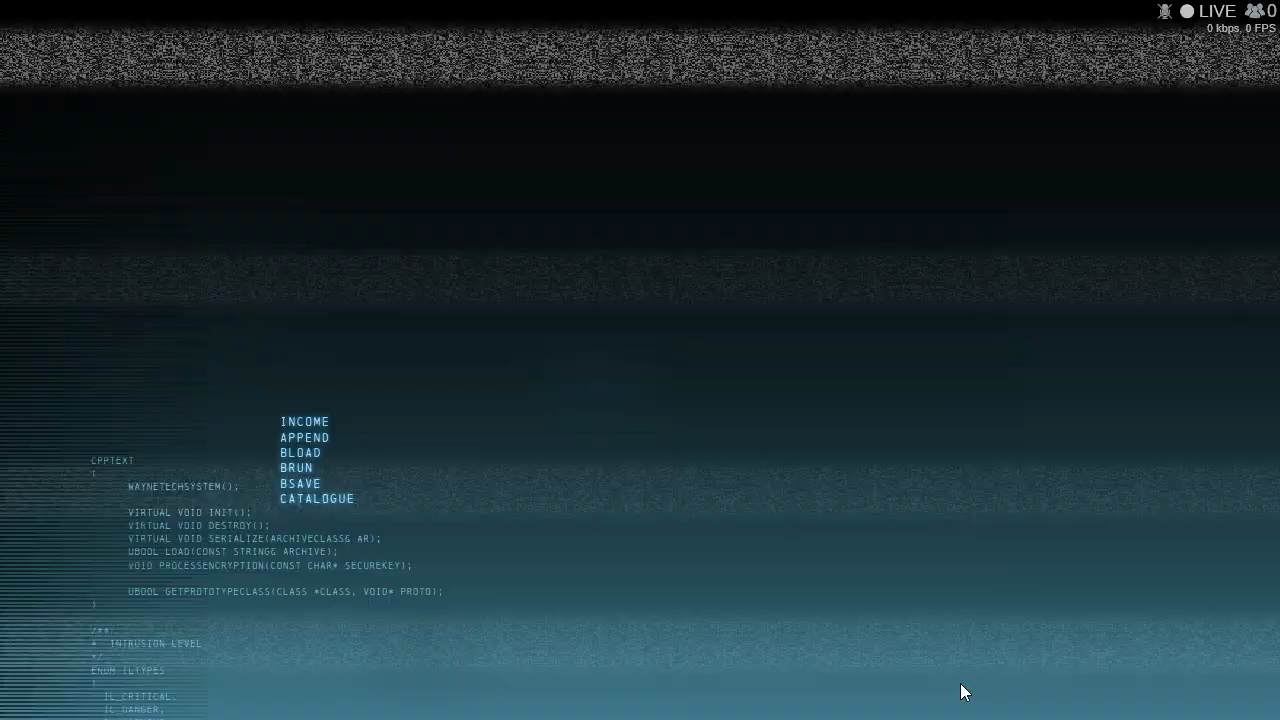 LIVE 0
0 kbps, 0 FPS
INCOME
APPEND
BLOAD
BRUN
BSAVE
CATALOGUE
CPPTEXT
{
WAYNETECHSYSTEM();
VIRTUAL VOID INIT();
VIRTUAL VOID DESTROY();
VIRTUAL VOID SERIALIZE(ARCHIVECLASS& AR);
UBOOL LOAD(CONST STRING& ARCHIVE);
VOID PROCESSENCRYPTION(CONST CHAR* SECUREKEY);
UBOOL GETPROTOTYPECLASS(CLASS *CLASS, VOID* PROTO);
}
/**
* INTRUSION LEVEL
*/
ENUM ILTYPES
{
IL_CRITICAL,
IL_DANGER,